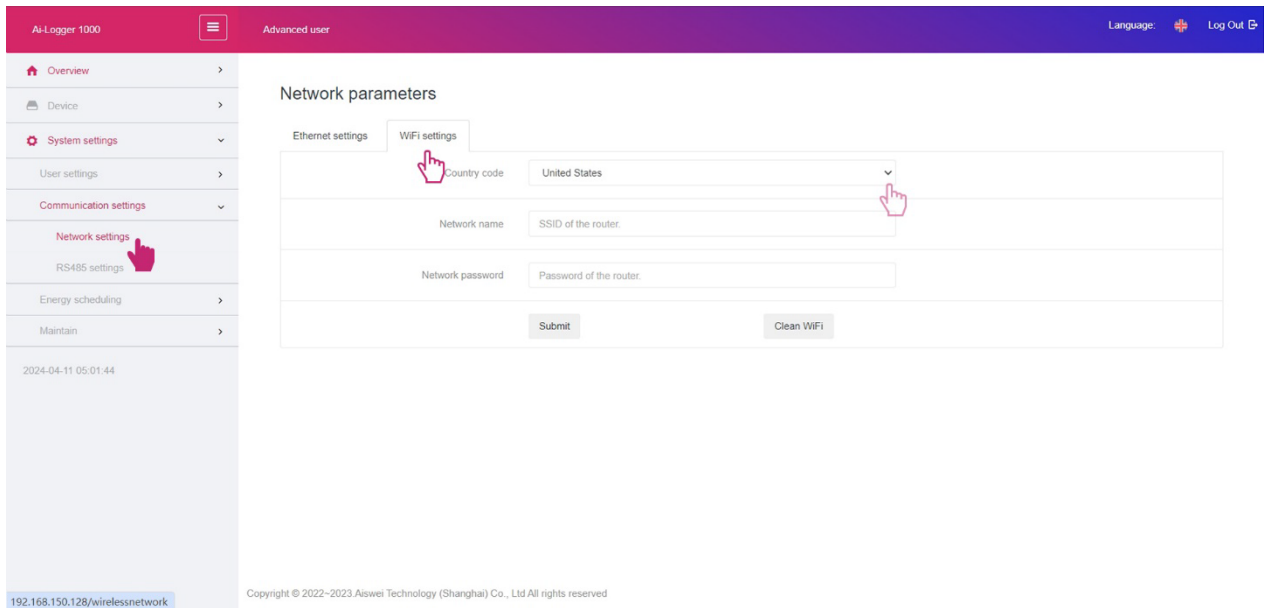 Ai-Logger 1000
Advanced user
Language:
Log Out
Overview
Device
System settings
User settings
Communication settings
Network settings
RS485 settings
Energy scheduling
Maintain
2024-04-11 05:01:44
Network parameters
Ethernet settings
WiFi settings
Country code
United States
Network name
SSID of the router.
Network password
Password of the router.
Submit
Clean WiFi
Copyright © 2022~2023.Aiswei Technology (Shanghai) Co., Ltd All rights reserved
192.168.150.128/wirelessnetwork